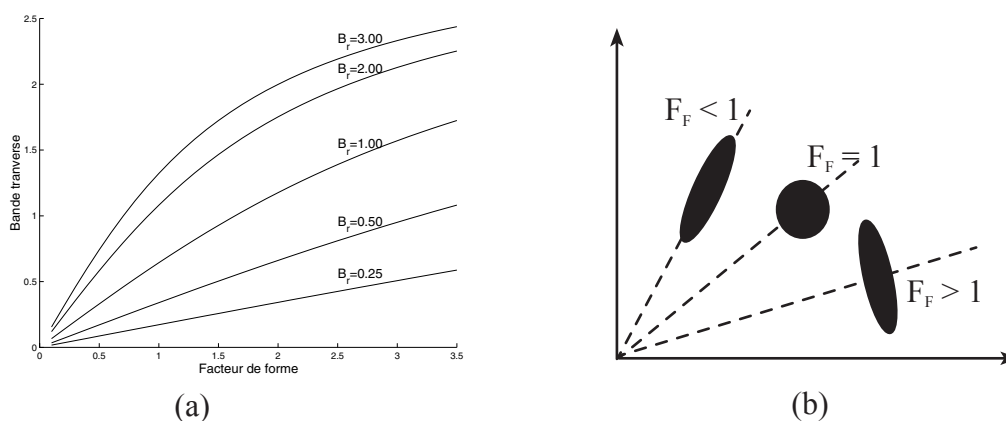 2.5
2
1.5
1
0.5
0
0
0.5
1
1.5
2
2.5
3
3.5
Bande tranverse
Facteur de forme
B_r=3.00
B_r=2.00
B_r=1.00
B_r=0.50
B_r=0.25
(a)
F_F < 1
F_F = 1
F_F > 1
(b)